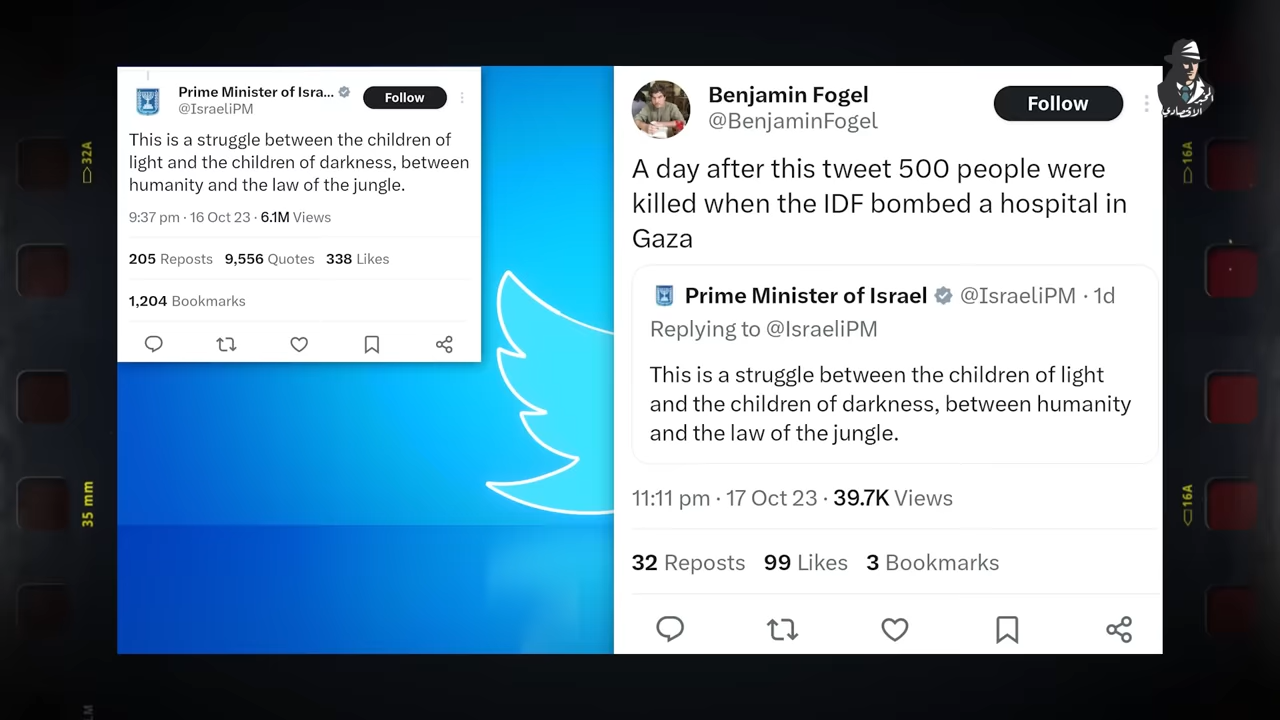 Prime Minister of Isra...
Follow
@IsraeliPM
This is a struggle between the children of
light and the children of darkness, between
humanity and the law of the jungle.
9:37 pm · 16 Oct 23 · 6.1M Views
205 Reposts 9,556 Quotes 338 Likes
1,204 Bookmarks
Benjamin Fogel
@BenjaminFogel
Follow
A day after this tweet 500 people were
killed when the IDF bombed a hospital in
Gaza
Prime Minister of Israel @IsraeliPM · 1d
Replying to @IsraeliPM
This is a struggle between the children of light
and the children of darkness, between humanity
and the law of the jungle.
11:11 pm · 17 Oct 23 · 39.7K Views
32 Reposts 99 Likes 3 Bookmarks
المخبر
الاقتصادي
32A
35 mm
16A
16A